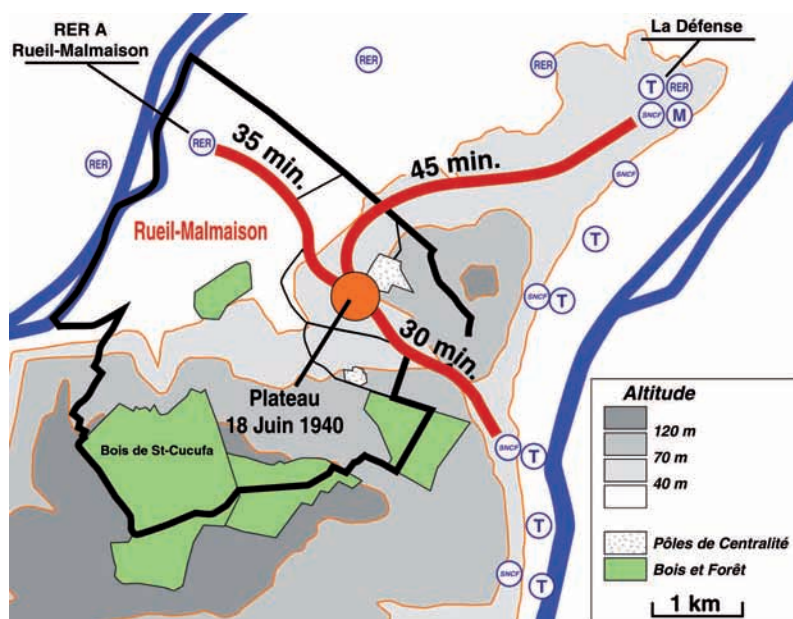 RER A
Rueil-Malmaison
La Défense
RER
RER
T
RER
SNCF
M
35 min.
45 min.
RER
RER
SNCF
Rueil-Malmaison
T
SNCF
T
30 min.
Plateau
18 Juin 1940
Bois de St-Cucufa
SNCF
T
T
SNCF
T
Altitude
120 m
70 m
40 m
Pôles de Centralité
Bois et Forêt
1 km